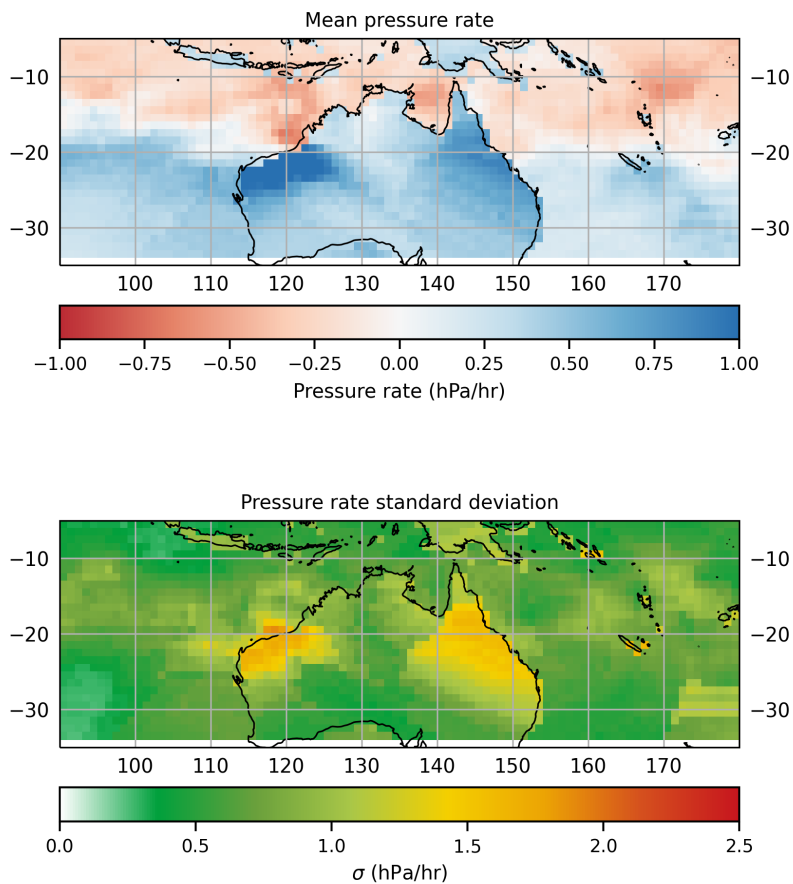 Mean pressure rate
−10 −10
−20 −20
−30 −30
100 110 120 130 140 150 160 170
−1.00 −0.75 −0.50 −0.25 0.00 0.25 0.50 0.75 1.00
Pressure rate (hPa/hr)
Pressure rate standard deviation
−10 −10
−20 −20
−30 −30
100 110 120 130 140 150 160 170
0.0 0.5 1.0 1.5 2.0 2.5
σ (hPa/hr)